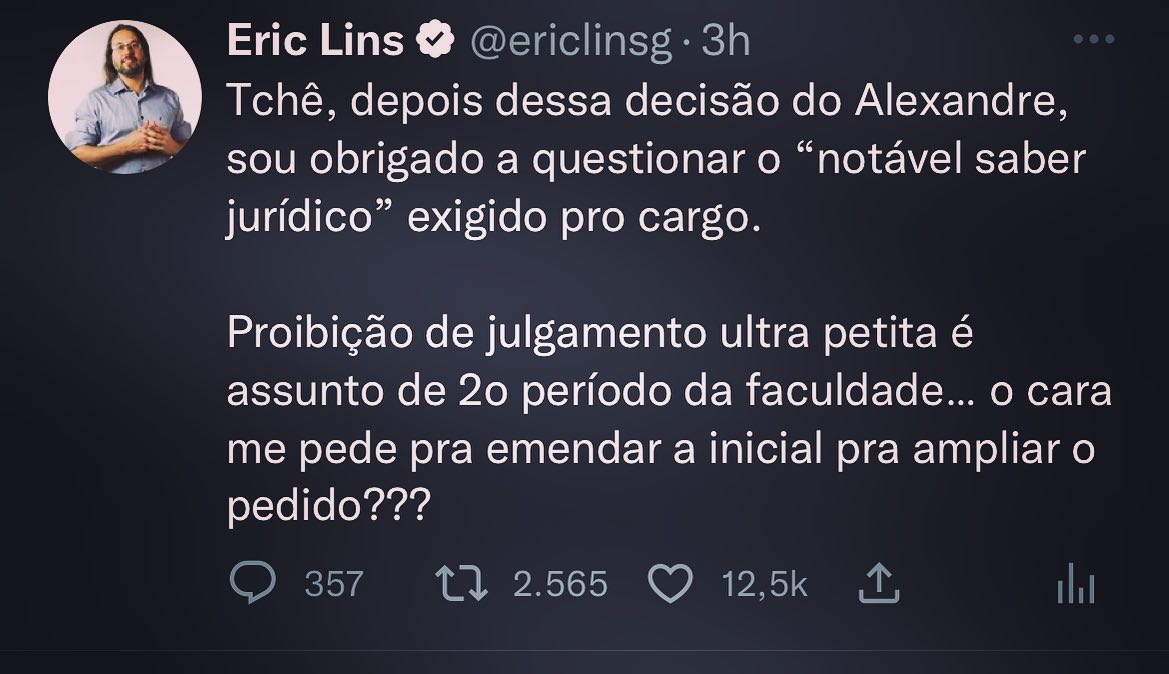 Eric Lins @ericlinsg · 3h
Tchê, depois dessa decisão do Alexandre,
sou obrigado a questionar o “notável saber
jurídico” exigido pro cargo.
Proibição de julgamento ultra petita é
assunto de 2o período da faculdade... o cara
me pede pra emendar a inicial pra ampliar o
pedido???
357 2.565 12,5k